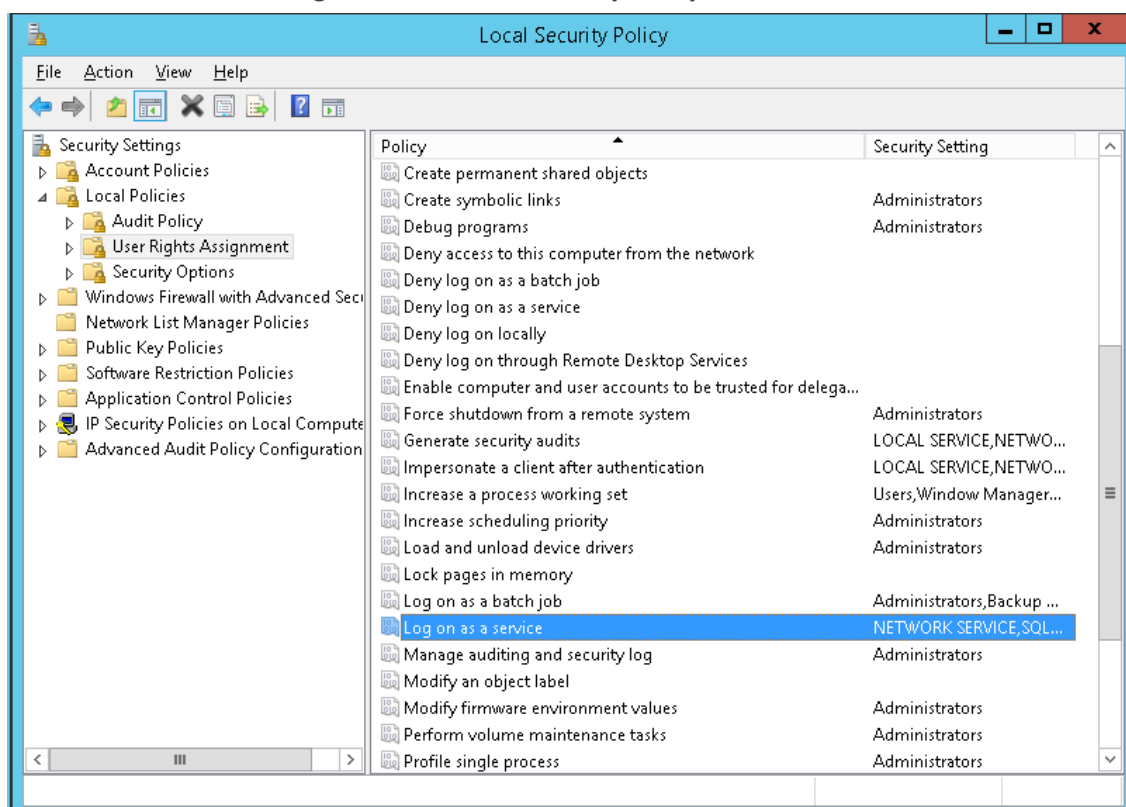 Local Security Policy
File Action View Help
Security Settings
Account Policies
Local Policies
Audit Policy
User Rights Assignment
Security Options
Windows Firewall with Advanced Secu
Network List Manager Policies
Public Key Policies
Software Restriction Policies
Application Control Policies
IP Security Policies on Local Compute
Advanced Audit Policy Configuration
Policy Security Setting
Create permanent shared objects
Create symbolic links Administrators
Debug programs Administrators
Deny access to this computer from the network
Deny log on as a batch job
Deny log on as a service
Deny log on locally
Deny log on through Remote Desktop Services
Enable computer and user accounts to be trusted for delega...
Force shutdown from a remote system Administrators
Generate security audits LOCAL SERVICE,NETWO...
Impersonate a client after authentication LOCAL SERVICE,NETWO...
Increase a process working set Users,Window Manager...
Increase scheduling priority Administrators
Load and unload device drivers Administrators
Lock pages in memory
Log on as a batch job Administrators,Backup ...
Log on as a service NETWORK SERVICE,SQL...
Manage auditing and security log Administrators
Modify an object label
Modify firmware environment values Administrators
Perform volume maintenance tasks Administrators
Profile single process Administrators